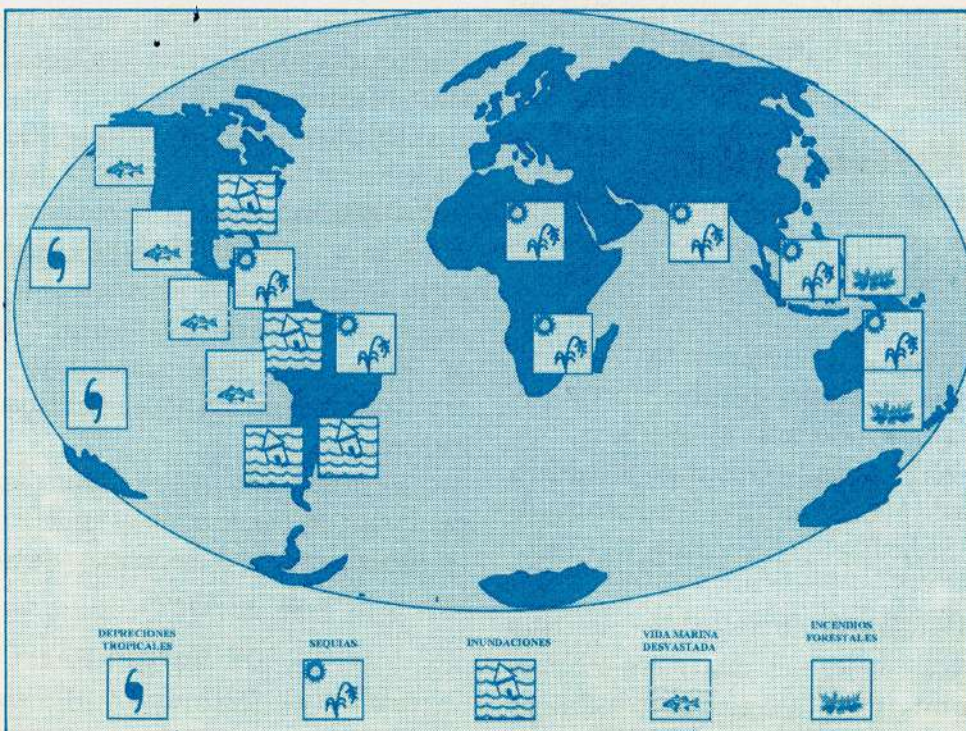 DEPRECIONES
TROPICALES
SEQUIAS
INUNDACIONES
VIDA MARINA
DESVASTADA
INCENDIOS
FORESTALES